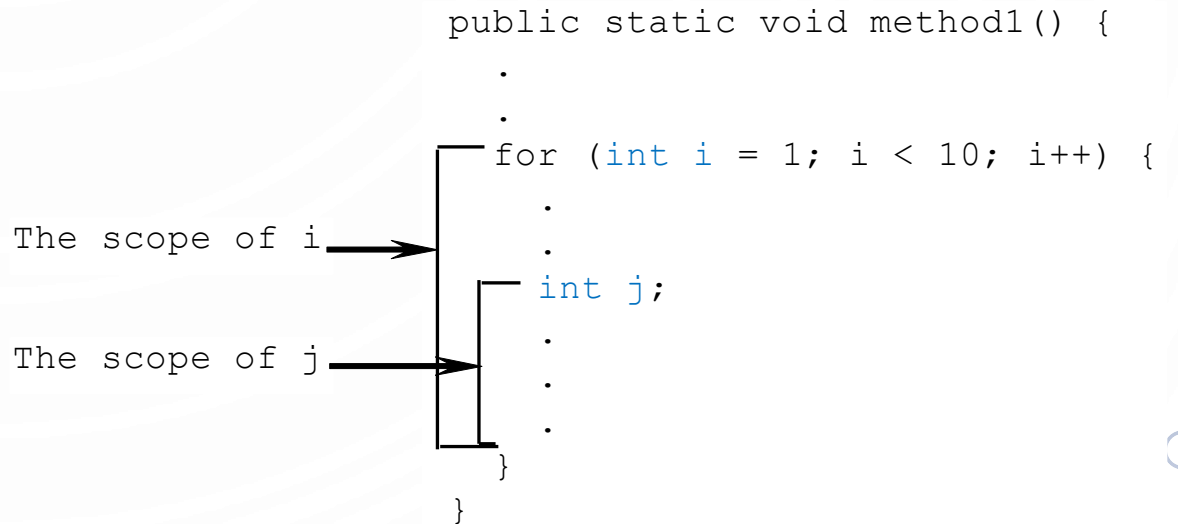 public static void method1() {
.
.
for (int i = 1; i < 10; i++) {
.
The scope of i .
int j;
.
The scope of j
.
.
}
}